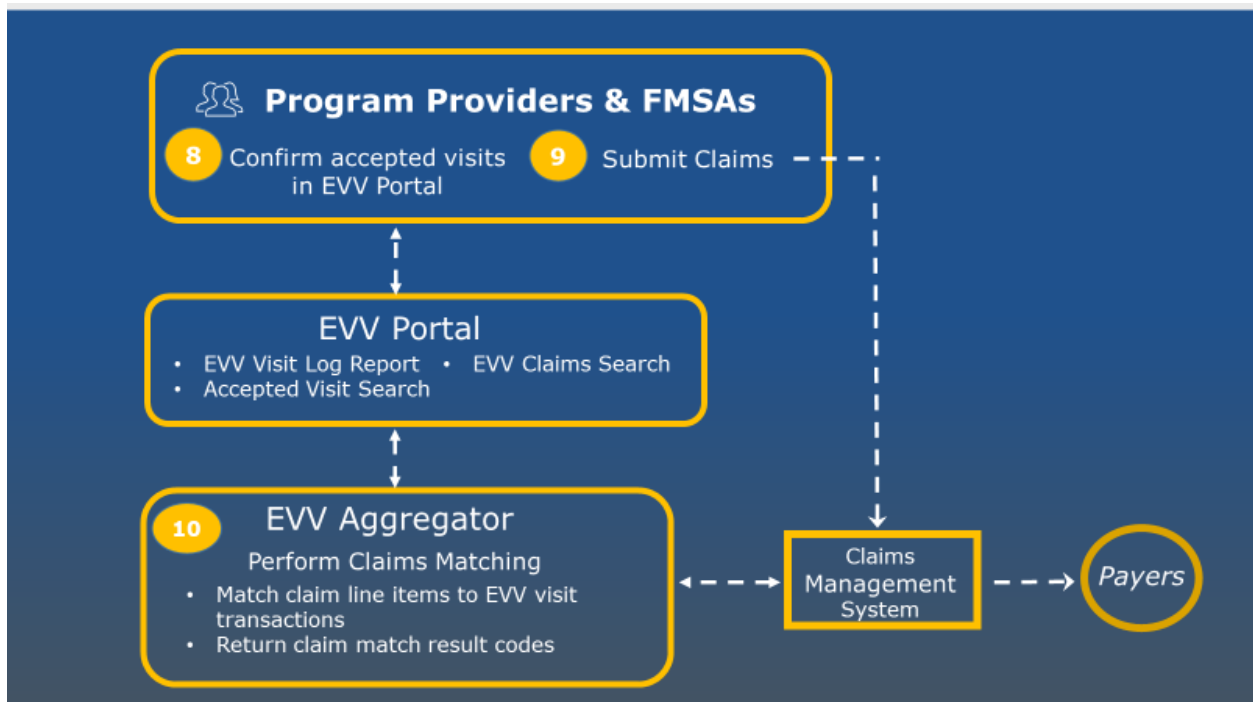 Program Providers & FMSAs
8
Confirm accepted visits
in EVV Portal
9
Submit Claims
EVV Portal
• EVV Visit Log Report
• EVV Claims Search
• Accepted Visit Search
10
EVV Aggregator
Perform Claims Matching
• Match claim line items to EVV visit
transactions
• Return claim match result codes
Claims
Management
System
Payers